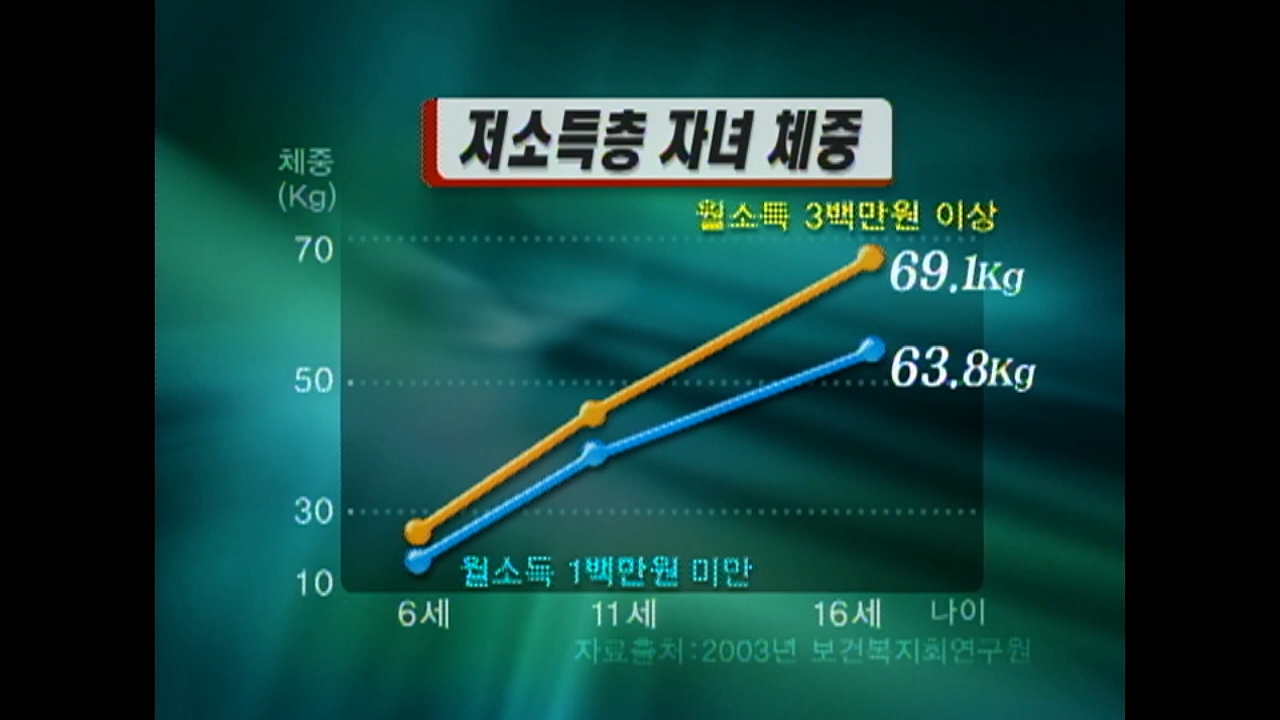 저소득층 자녀 체중
체중
(Kg)
월소득 3백만원 이상
70
69.1Kg
63.8Kg
50
30
월소득 1백만원 미만
10
6세 11세 16세 나이
자료출처:2003년 보건복지회연구원